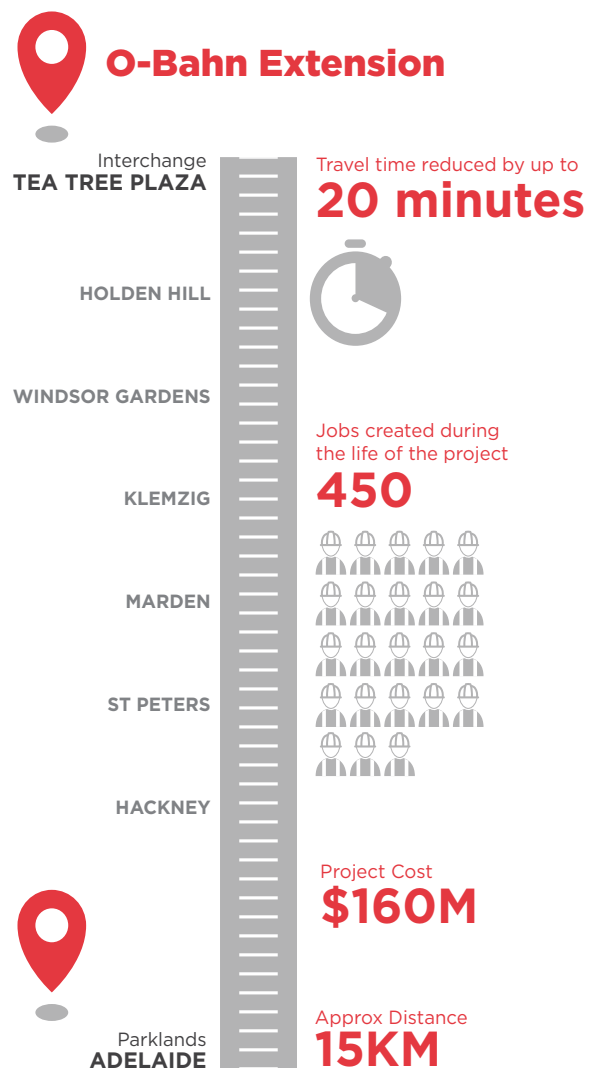 O-Bahn Extension
Interchange
TEA TREE PLAZA
Travel time reduced by up to
20 minutes
HOLDEN HILL
WINDSOR GARDENS
Jobs created during
the life of the project
450
KLEMZIG
MARDEN
ST PETERS
HACKNEY
Project Cost
$160M
Parklands
ADELAIDE
Approx Distance
15KM